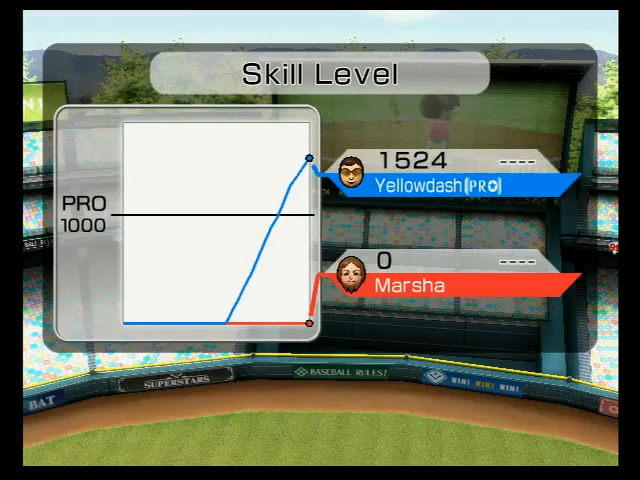 Skill Level
1524 ----
Yellowdash[PRO✪]
PRO
1000
0 ----
Marsha
BAT
SUPERSTARS
BASEBALL RULES!
WIN! WIN! WIN!